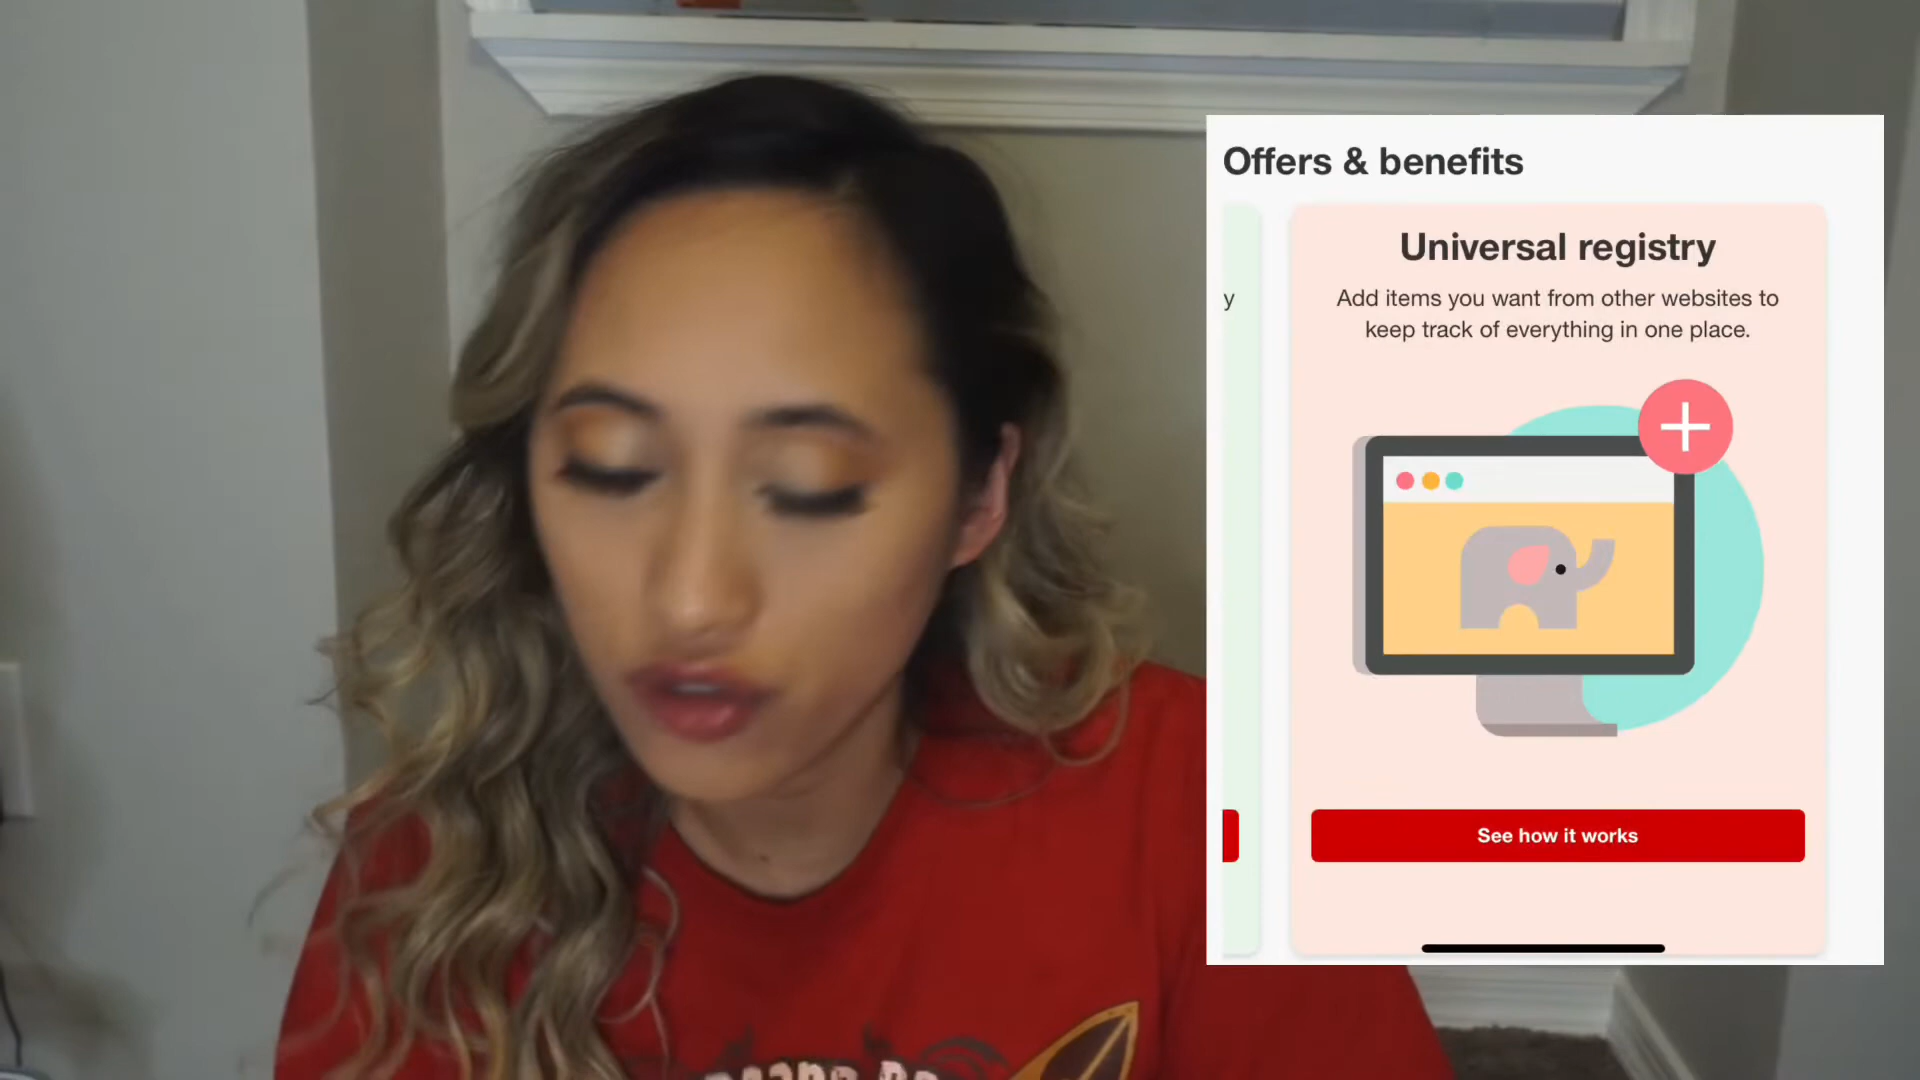 Offers & benefits
Universal registry
Add items you want from other websites to
keep track of everything in one place.
y
See how it works